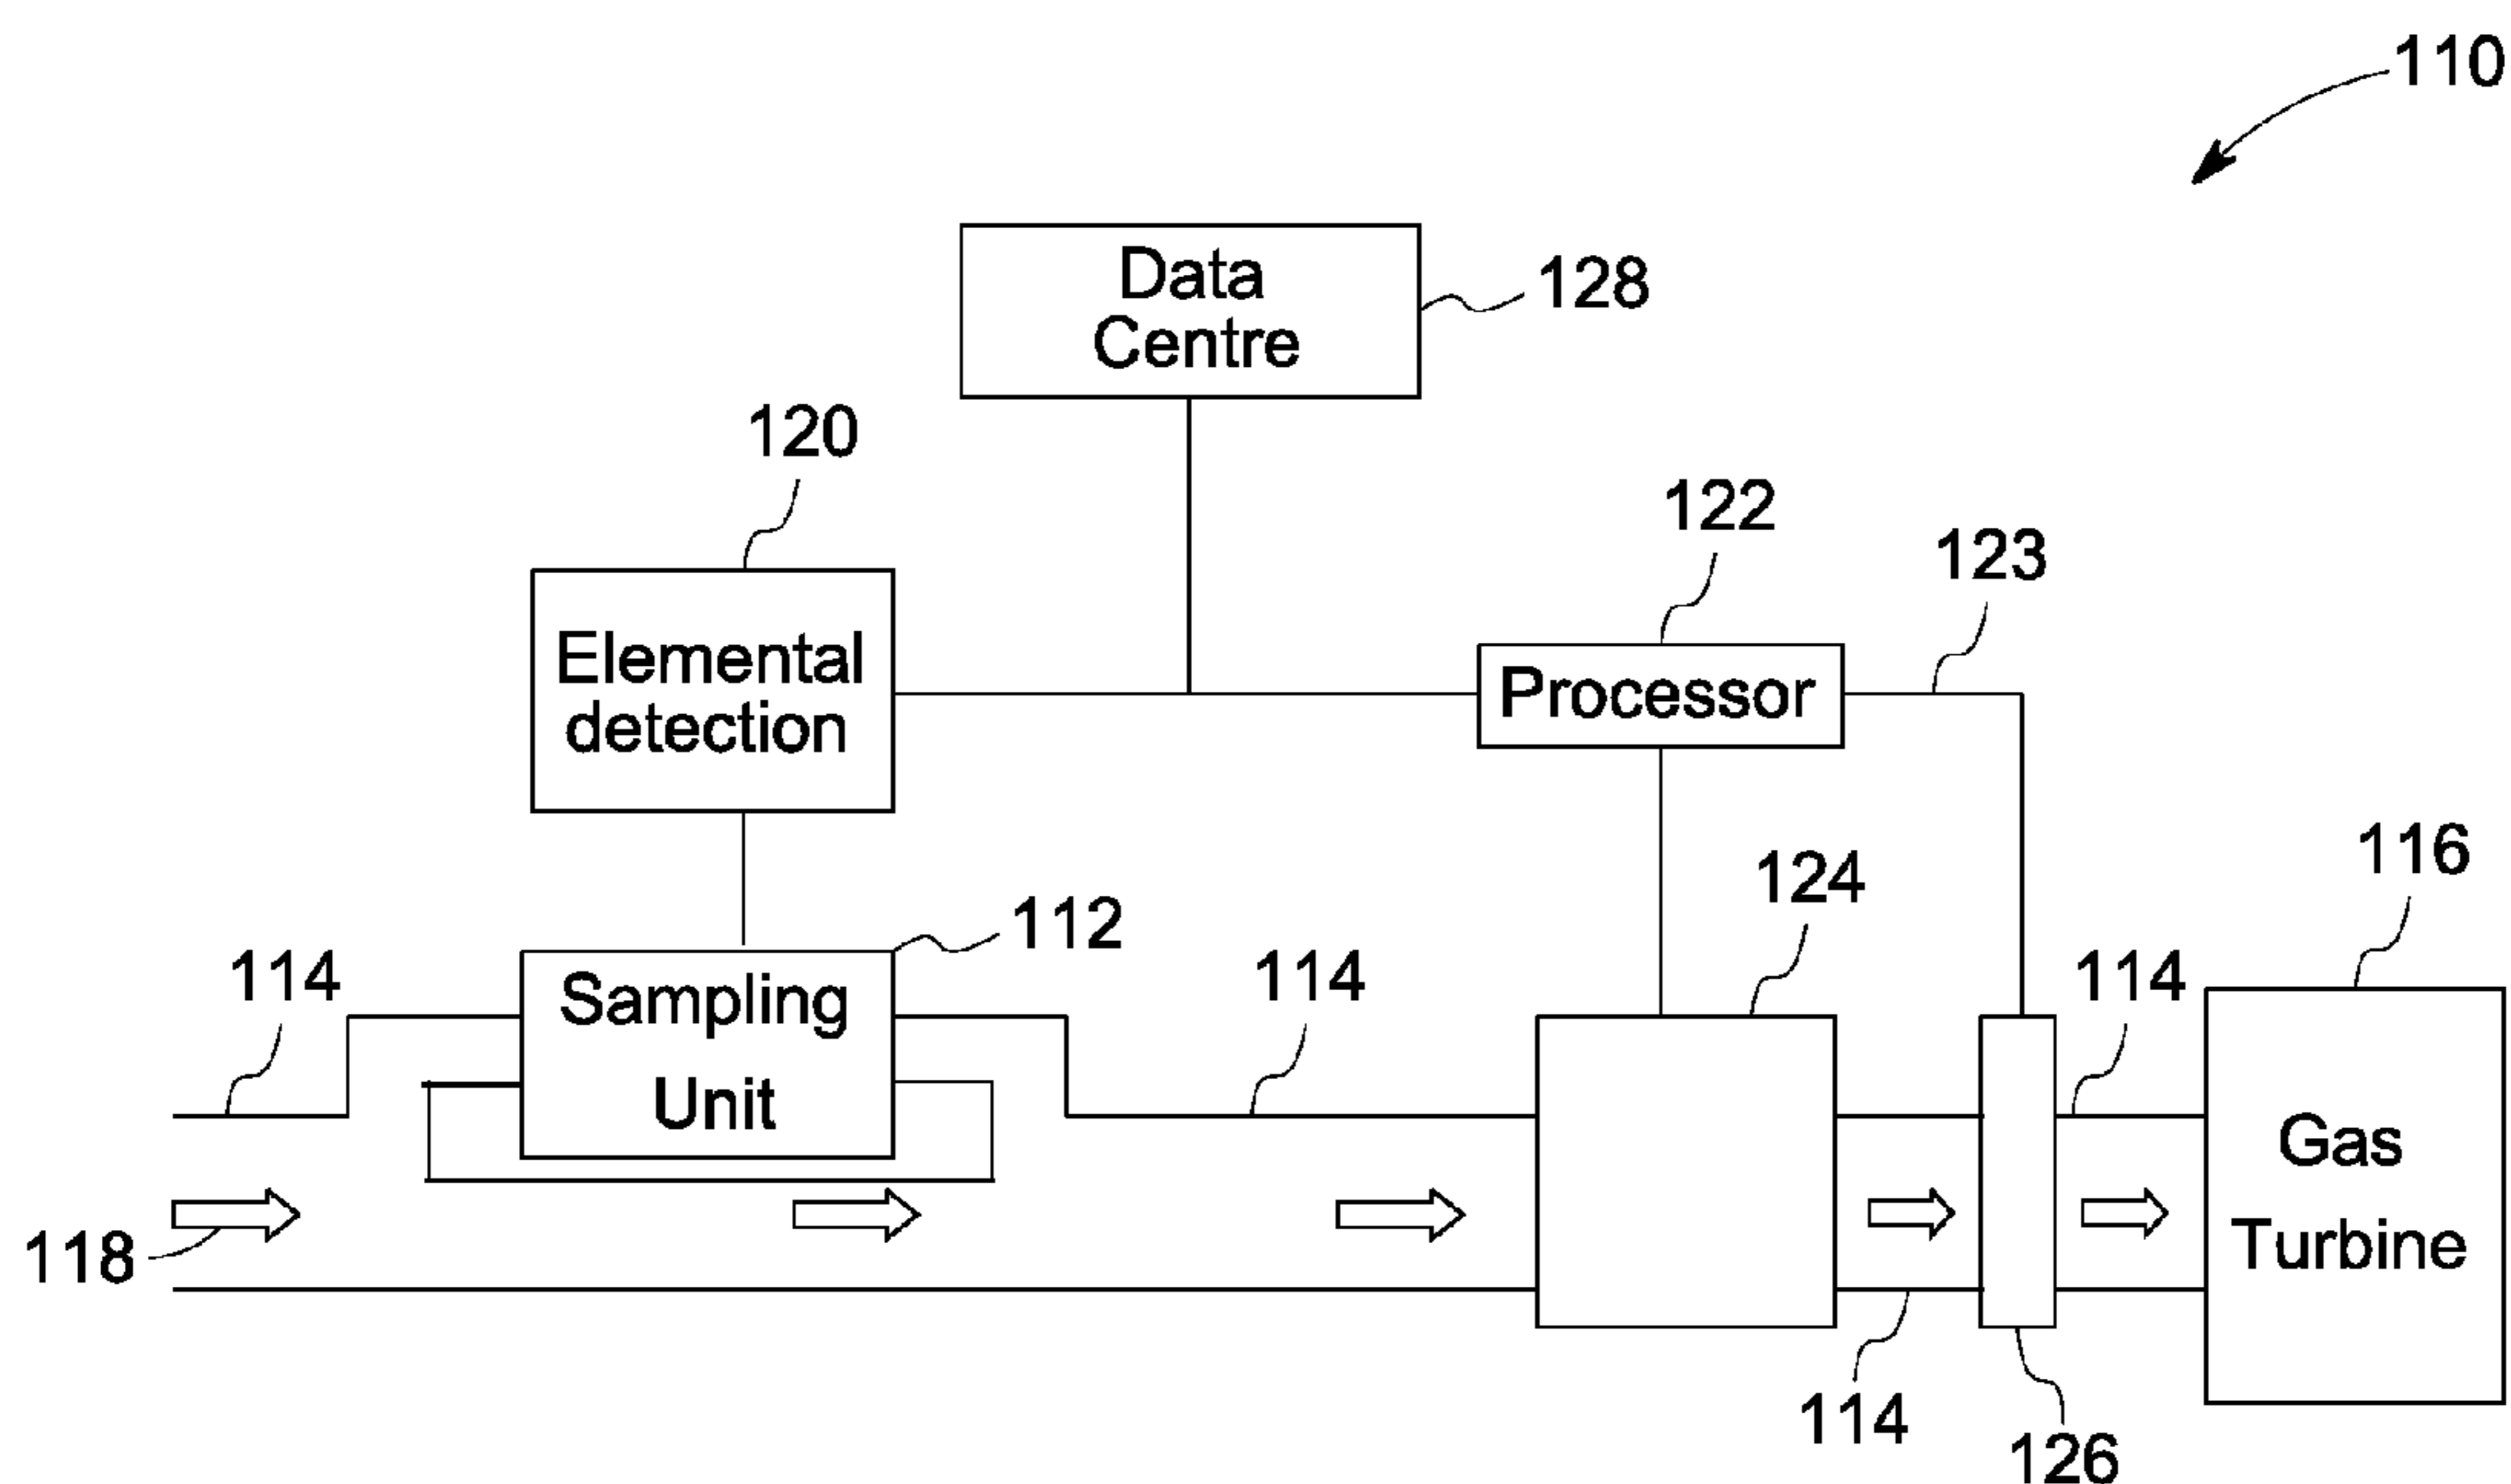 110
Data
Centre
128
120
122
123
Elemental
detection
Processor
116
124
112
114
Sampling
Unit
114
114
Gas
Turbine
118
114
126